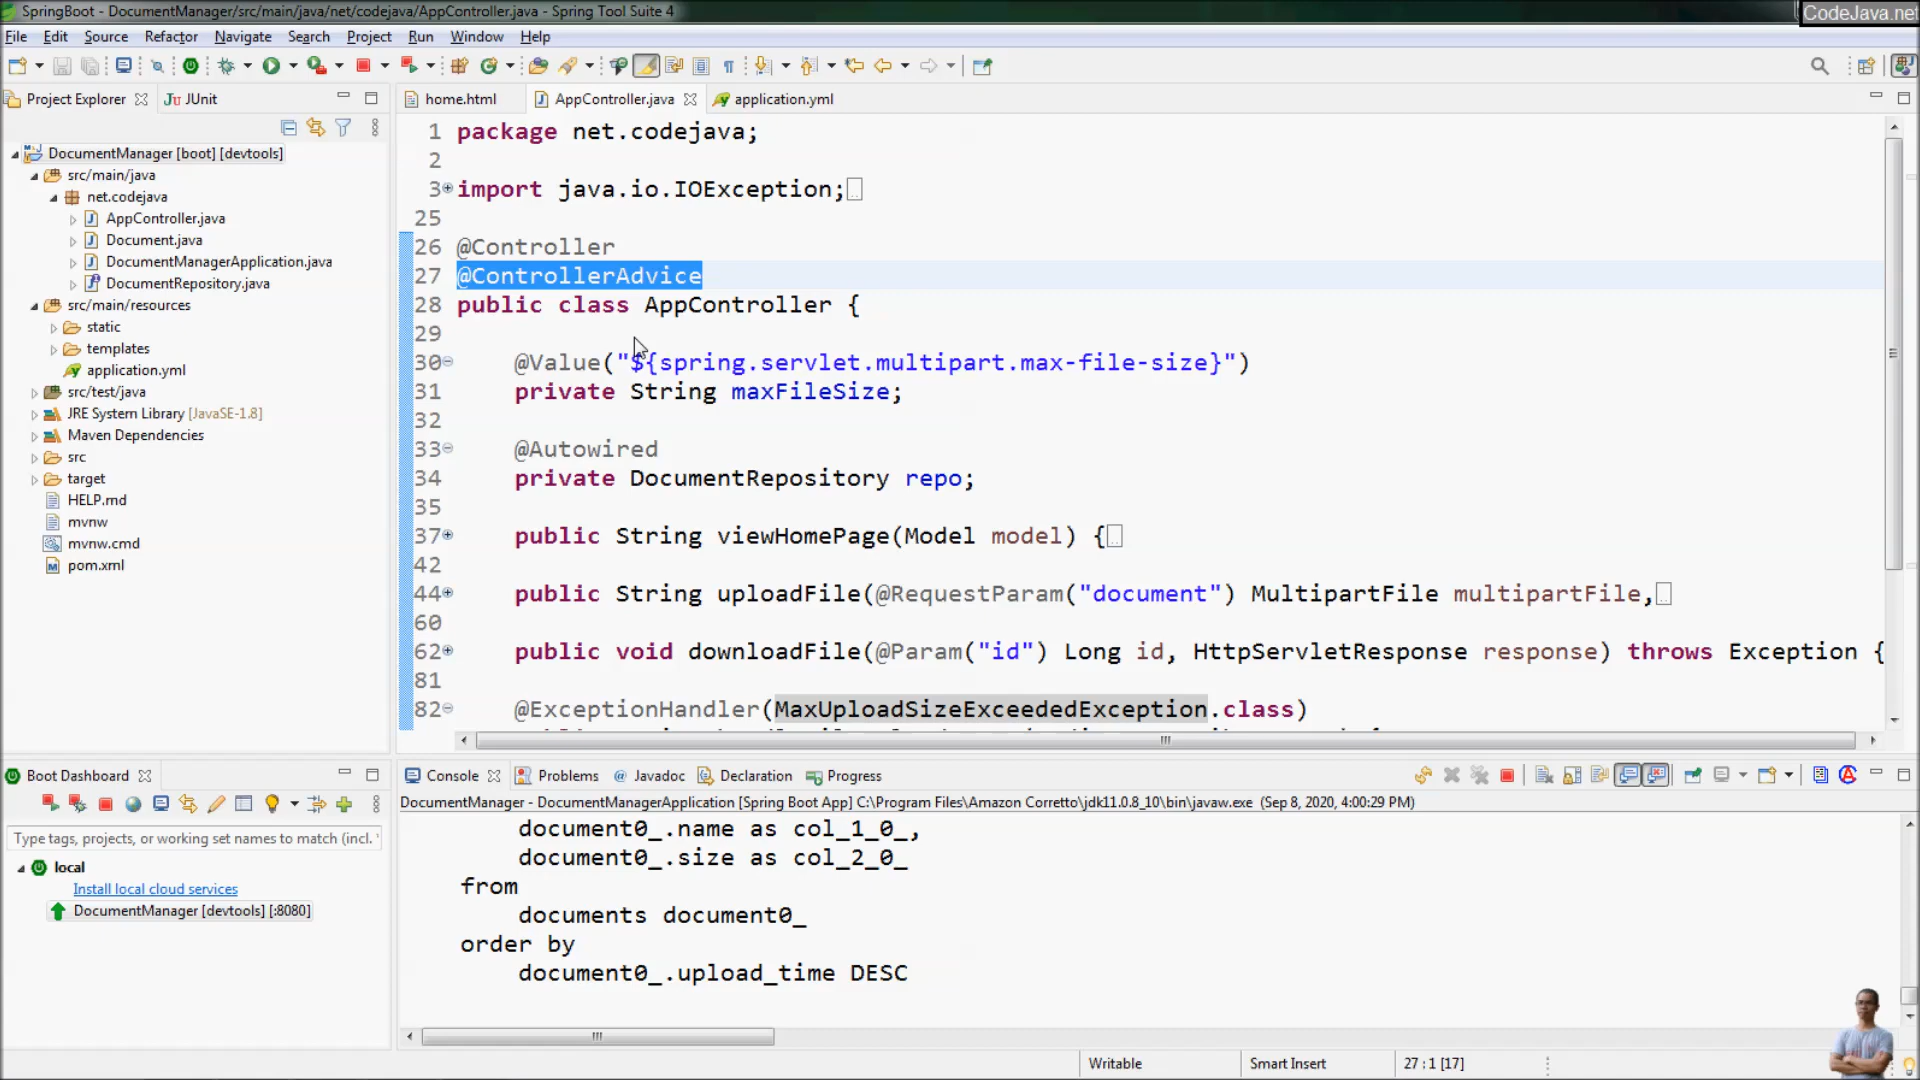 SpringBoot - DocumentManager/src/main/java/net/codejava/AppController.java - Spring Tool Suite 4
CodeJava.net
File Edit Source Refactor Navigate Search Project Run Window Help
Project Explorer JUnit
home.html AppController.java application.yml
DocumentManager [boot] [devtools]
src/main/java
net.codejava
AppController.java
Document.java
DocumentManagerApplication.java
DocumentRepository.java
src/main/resources
static
templates
application.yml
src/test/java
JRE System Library [JavaSE-1.8]
Maven Dependencies
src
target
HELP.md
mvnw
mvnw.cmd
pom.xml
1 package net.codejava;
2
3 import java.io.IOException;
25
26 @Controller
27 @ControllerAdvice
28 public class AppController {
29
30 @Value("${spring.servlet.multipart.max-file-size}")
31 private String maxFileSize;
32
33 @Autowired
34 private DocumentRepository repo;
35
37 public String viewHomePage(Model model) {
42
44 public String uploadFile(@RequestParam("document") MultipartFile multipartFile,
60
62 public void downloadFile(@Param("id") Long id, HttpServletResponse response) throws Exception {
81
82 @ExceptionHandler(MaxUploadSizeExceededException.class)
Boot Dashboard
Type tags, projects, or working set names to match (incl. *
local
Install local cloud services
DocumentManager [devtools] [:8080]
Console Problems Javadoc Declaration Progress
DocumentManager - DocumentManagerApplication [Spring Boot App] C:\Program Files\Amazon Corretto\jdk11.0.8_10\bin\javaw.exe (Sep 8, 2020, 4:00:29 PM)
document0_.name as col_1_0_,
document0_.size as col_2_0_
from
documents document0_
order by
document0_.upload_time DESC
Writable Smart Insert 27 : 1 [17]